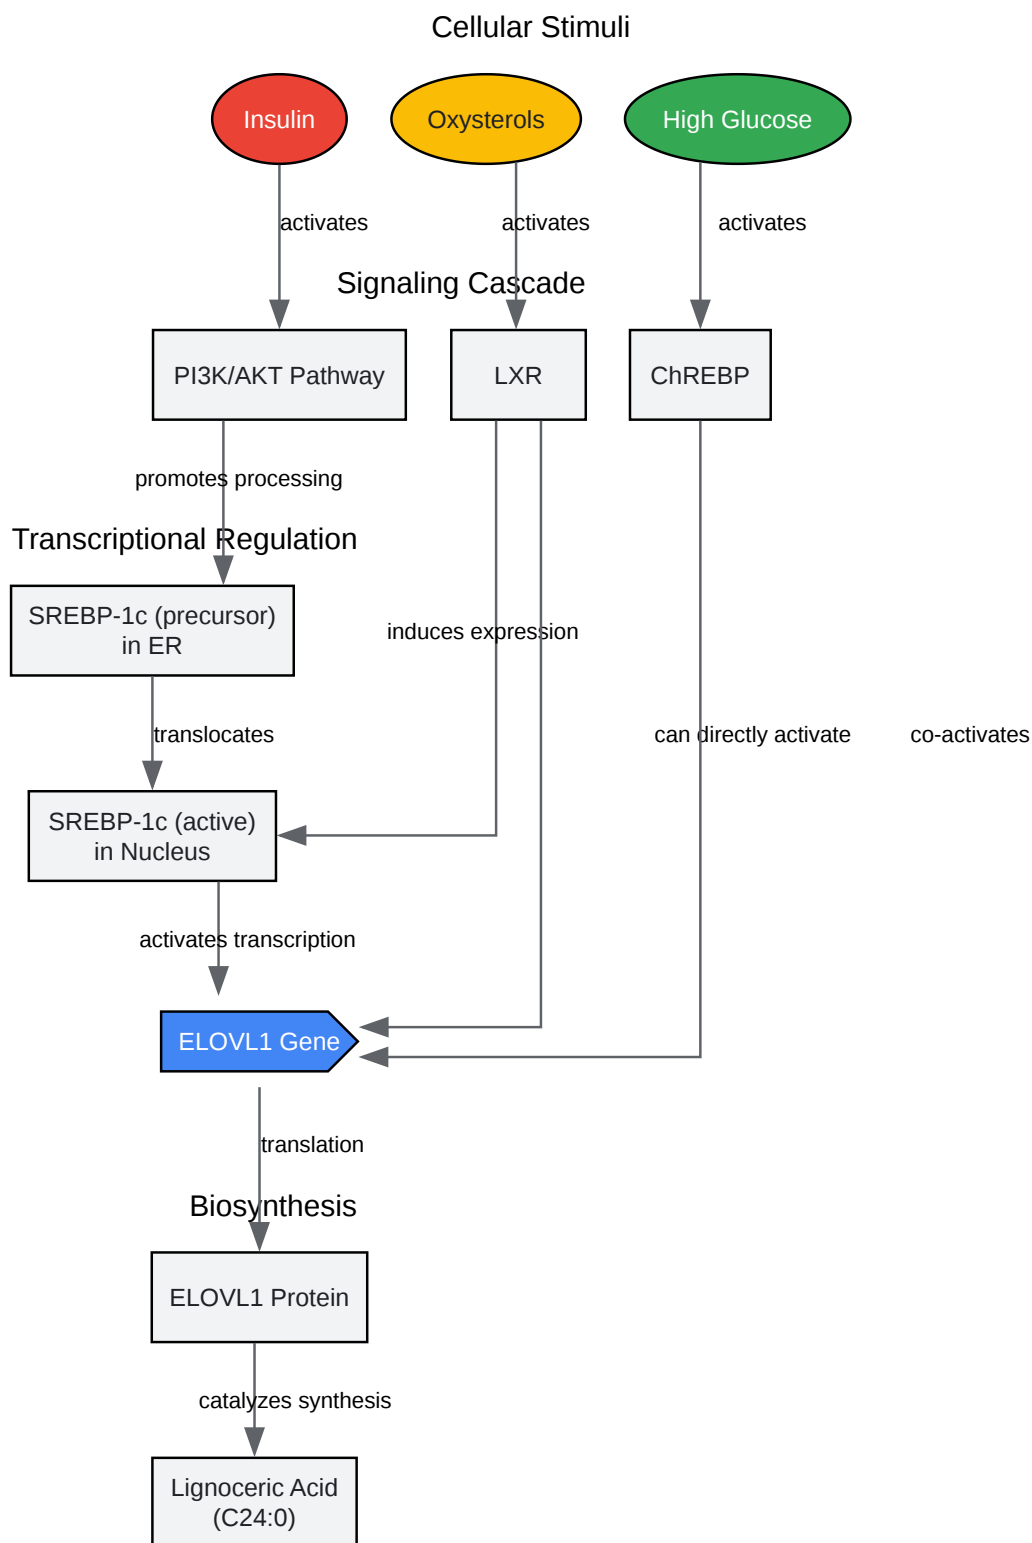 Cellular Stimuli
Insulin
Oxysterols
High Glucose
activates
activates
activates
Signaling Cascade
PI3K/AKT Pathway
LXR
ChREBP
promotes processing
Transcriptional Regulation
SREBP-1c (precursor)
in ER
induces expression
translocates
can directly activate
co-activates
SREBP-1c (active)
in Nucleus
activates transcription
ELOVL1 Gene
translation
Biosynthesis
ELOVL1 Protein
catalyzes synthesis
Lignoceric Acid
(C24:0)